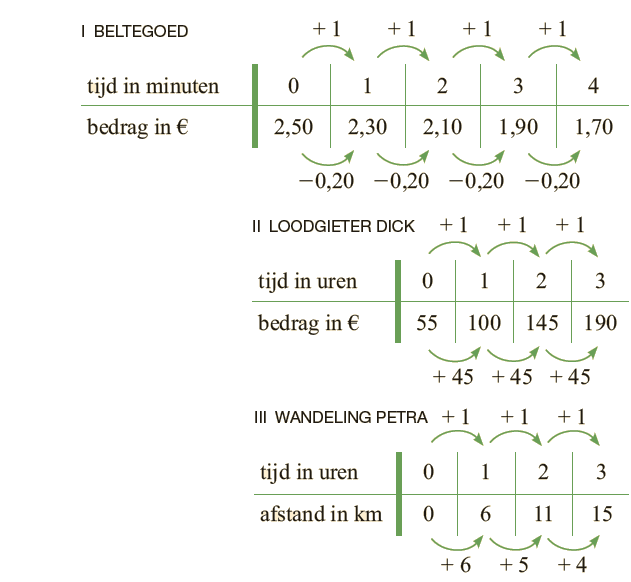 I BELTEGOED +1 +1 +1 +1
tijd in minuten 0 1 2 3 4
bedrag in € 2,50 2,30 2,10 1,90 1,70
−0,20 −0,20 −0,20 −0,20
II LOODGIETER DICK +1 +1 +1
tijd in uren 0 1 2 3
bedrag in € 55 100 145 190
+ 45 + 45 + 45
III WANDELING PETRA +1 +1 +1
tijd in uren 0 1 2 3
afstand in km 0 6 11 15
+ 6 + 5 + 4